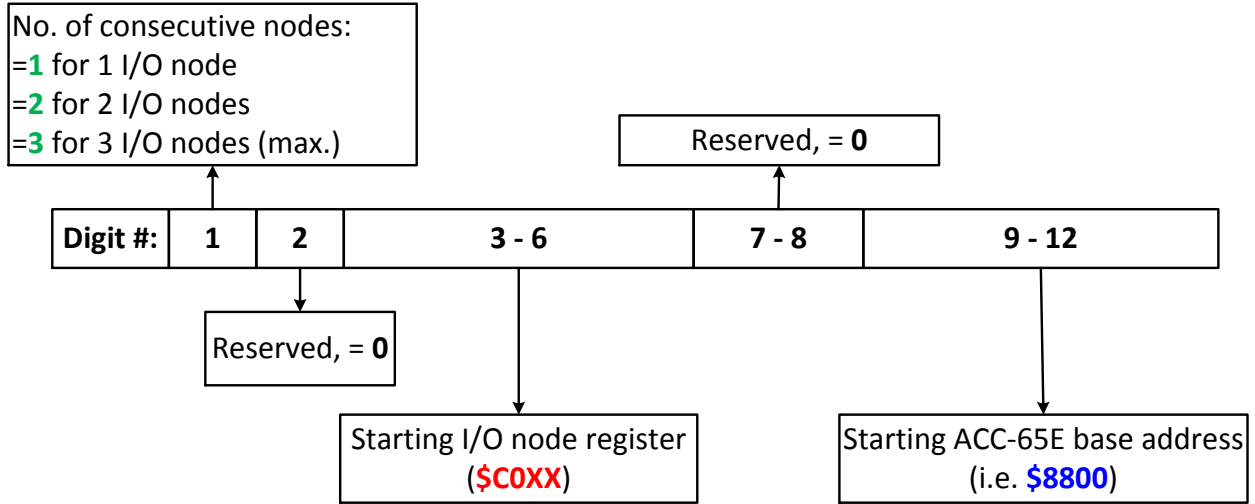 No. of consecutive nodes:
=1 for 1 I/O node
=2 for 2 I/O nodes
=3 for 3 I/O nodes (max.)
Reserved, = 0
Digit #: 1 2 3 - 6 7 - 8 9 - 12
Reserved, = 0
Starting I/O node register
($C0XX)
Starting ACC-65E base address
(i.e. $8800)